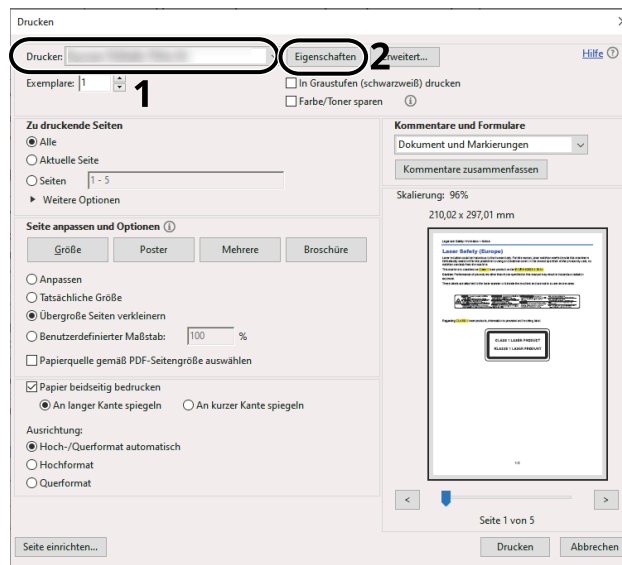 Drucken
Drucker:
Eigenschaften
2
Erweitert...
Hilfe
Exemplare: 1
1
In Graustufen (schwarzweiß) drucken
Farbe/Toner sparen
Zu druckende Seiten
Alle
Aktuelle Seite
Seiten 1 - 5
Weitere Optionen
Seite anpassen und Optionen
Größe Poster Mehrere Broschüre
Anpassen
Tatsächliche Größe
Übergroße Seiten verkleinern
Benutzerdefinierter Maßstab: 100 %
Papierquelle gemäß PDF-Seitengröße auswählen
Papier beidseitig bedrucken
An langer Kante spiegeln An kurzer Kante spiegeln
Ausrichtung:
Hoch-/Querformat automatisch
Hochformat
Querformat
Kommentare und Formulare
Dokument und Markierungen
Kommentare zusammenfassen
Skalierung: 96%
210,02 x 297,01 mm
Laser Safety (Europe)
CLASS 1 LASER PRODUCT
KLASSE 1 LASER PRODUKT
< >
Seite 1 von 5
Seite einrichten...
Drucken Abbrechen